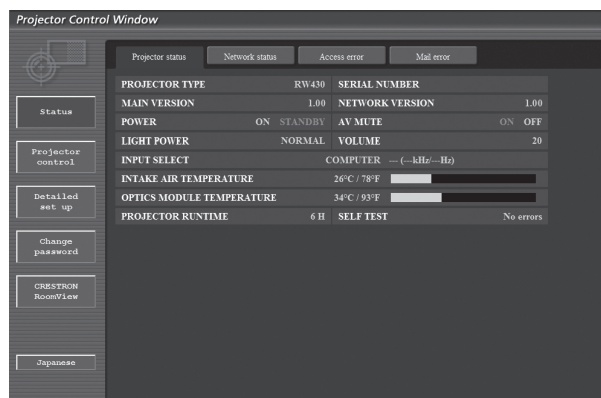 Projector Control Window
Projector status Network status Access error Mail error
Status
Projector control
Detailed set up
Change password
CRESTRON RoomView
Japanese
PROJECTOR TYPE RW430 SERIAL NUMBER
MAIN VERSION 1.00 NETWORK VERSION 1.00
POWER ON STANDBY AV MUTE ON OFF
LIGHT POWER NORMAL VOLUME 20
INPUT SELECT COMPUTER --- (---kHz/---Hz)
INTAKE AIR TEMPERATURE 26°C / 78°F
OPTICS MODULE TEMPERATURE 34°C / 93°F
PROJECTOR RUNTIME 6 H SELF TEST No errors